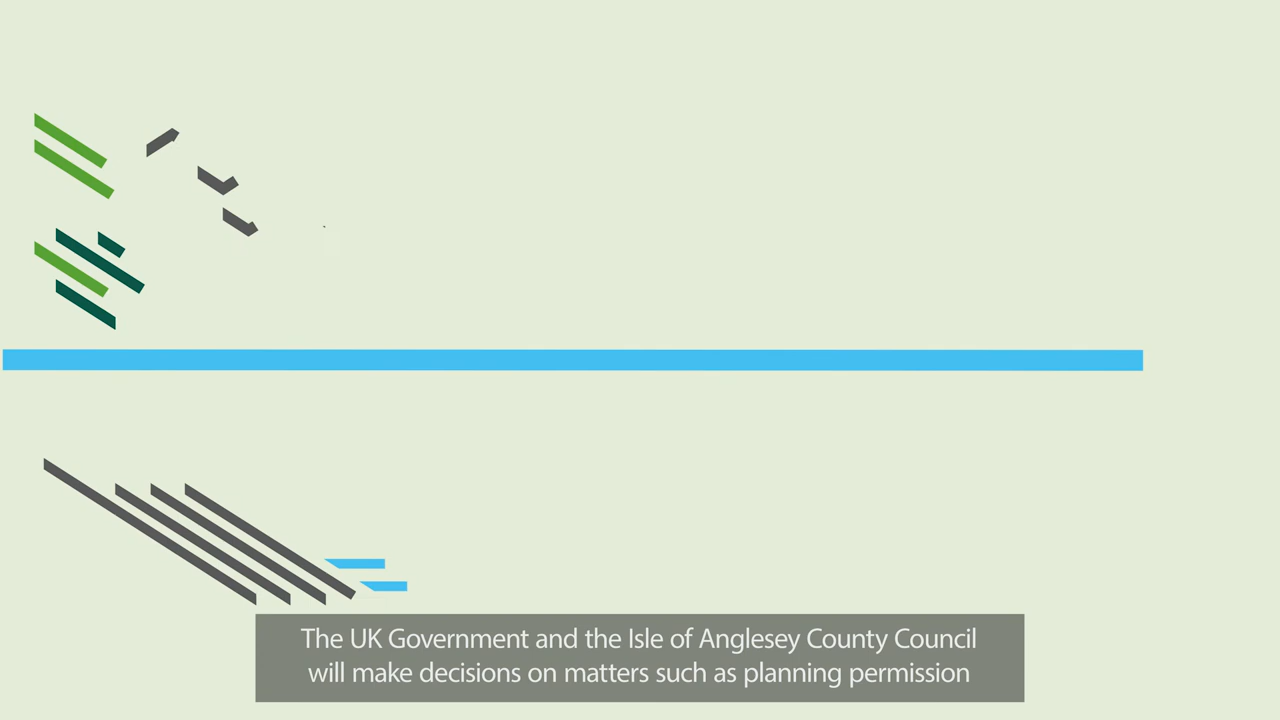 The UK Government and the Isle of Anglesey County Council
will make decisions on matters such as planning permission